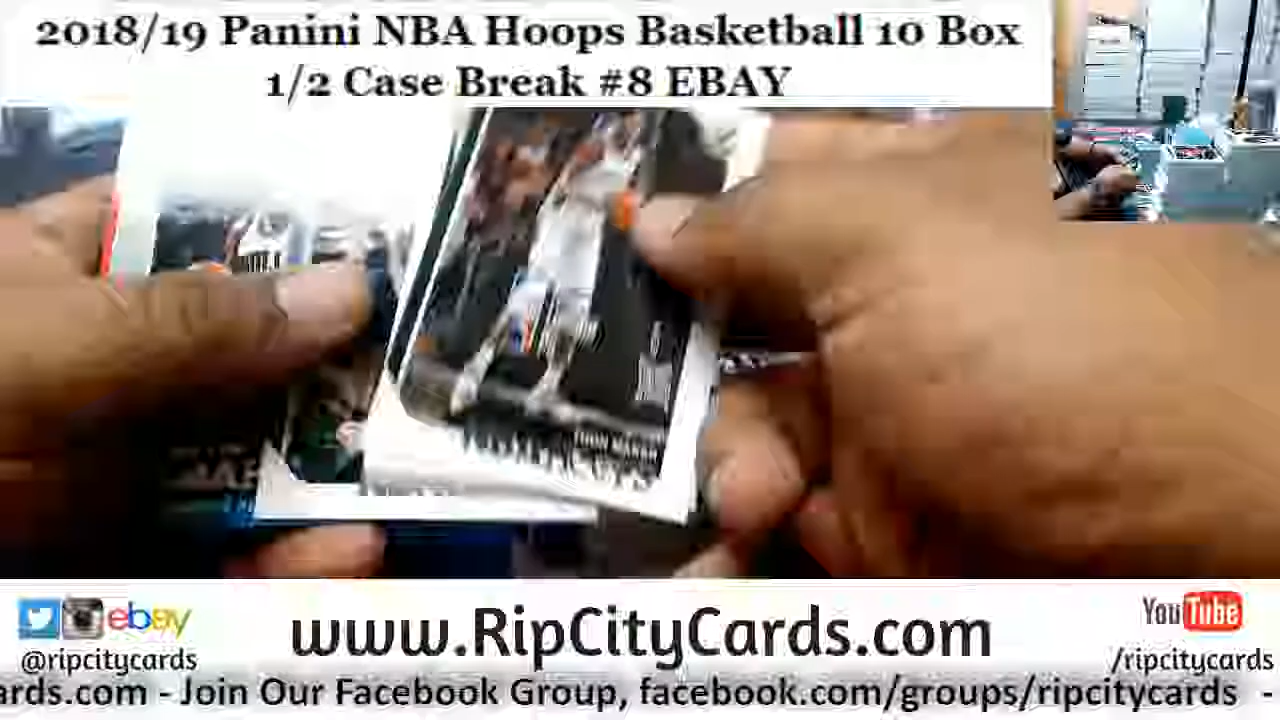 2018/19 Panini NBA Hoops Basketball 10 Box
1/2 Case Break #8 EBAY
ebay
www.RipCityCards.com
YouTube
@ripcitycards
/ripcitycards
ards.com - Join Our Facebook Group, facebook.com/groups/ripcitycards -